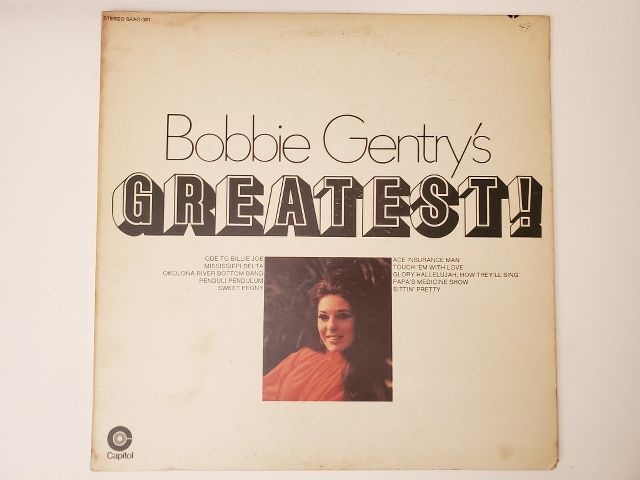 STEREO SKAO-381
49
Bobbie Gentry's
GREATEST!
ODE TO BILLIE JOE
MISSISSIPPI DELTA
OKOLONA RIVER BOTTOM BAND
PENDULI PENDULUM
SWEET PEONY
ACE INSURANCE MAN
TOUCH 'EM WITH LOVE
GLORY HALLELUJAH, HOW THEY'LL SING
PAPA'S MEDICINE SHOW
SITTIN' PRETTY
Capitol